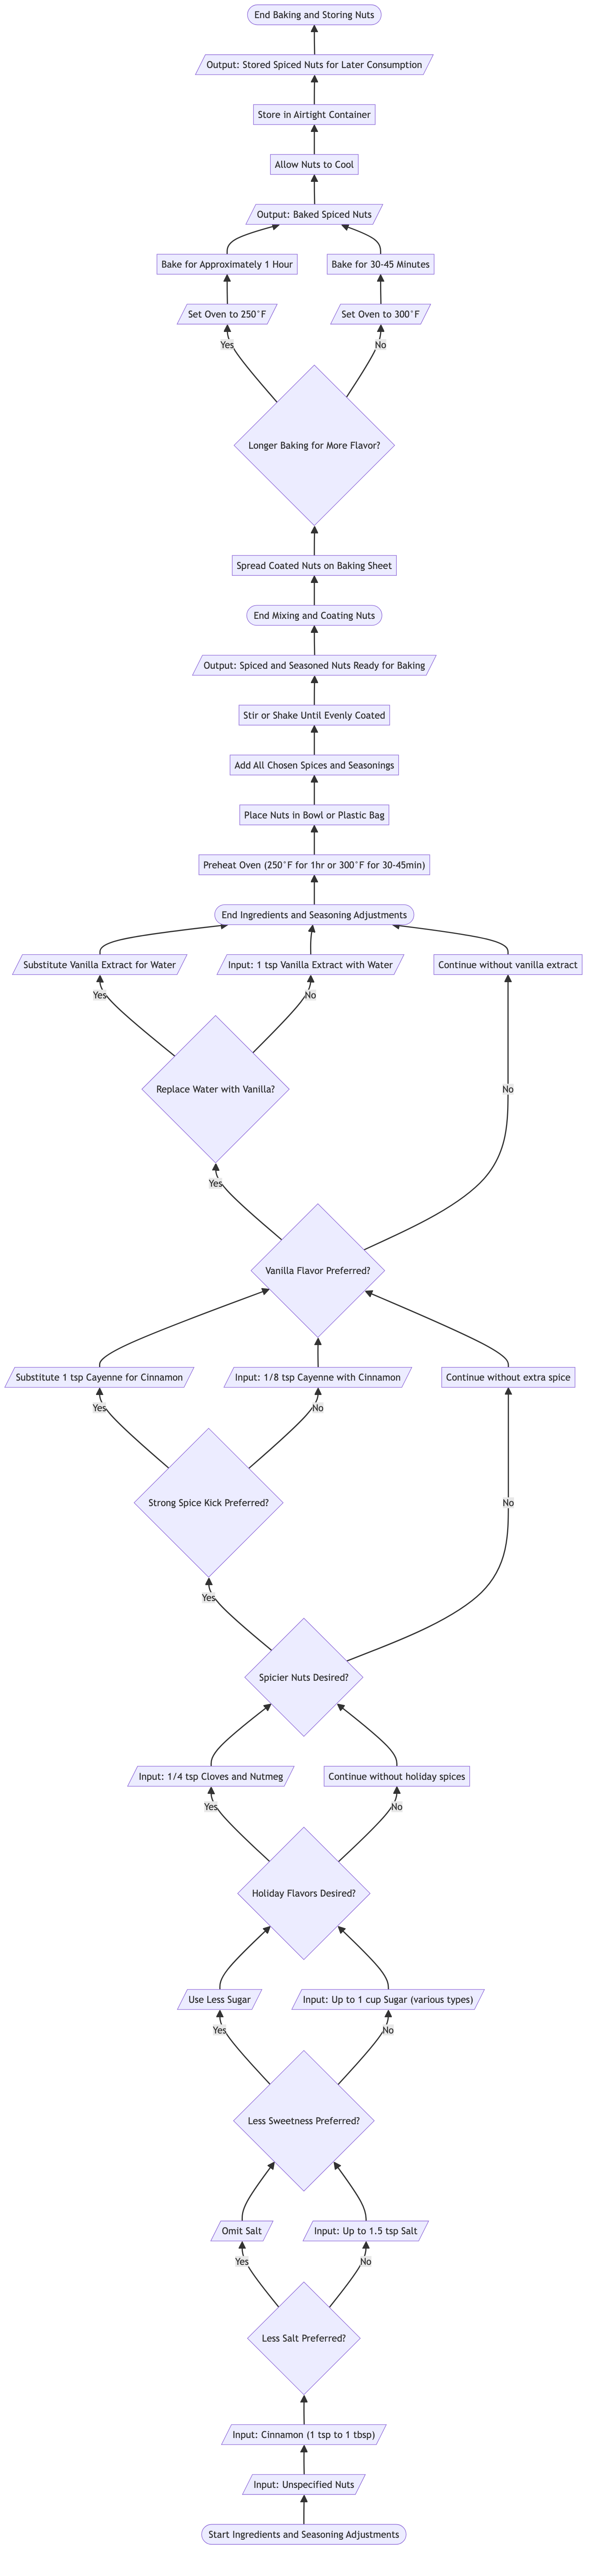 End Baking and Storing Nuts
Output: Stored Spiced Nuts for Later Consumption
Store in Airtight Container
Allow Nuts to Cool
Output: Baked Spiced Nuts
Bake for Approximately 1 Hour
Bake for 30-45 Minutes
Set Oven to 250°F
Set Oven to 300°F
Yes
No
Longer Baking for More Flavor?
Spread Coated Nuts on Baking Sheet
End Mixing and Coating Nuts
Output: Spiced and Seasoned Nuts Ready for Baking
Stir or Shake Until Evenly Coated
Add All Chosen Spices and Seasonings
Place Nuts in Bowl or Plastic Bag
Preheat Oven (250°F for 1hr or 300°F for 30-45min)
End Ingredients and Seasoning Adjustments
Substitute Vanilla Extract for Water
Input: 1 tsp Vanilla Extract with Water
Continue without vanilla extract
Yes
No
Replace Water with Vanilla?
No
Yes
Vanilla Flavor Preferred?
Substitute 1 tsp Cayenne for Cinnamon
Input: 1/8 tsp Cayenne with Cinnamon
Continue without extra spice
Yes
No
Strong Spice Kick Preferred?
No
Yes
Spicier Nuts Desired?
Input: 1/4 tsp Cloves and Nutmeg
Continue without holiday spices
Yes
No
Holiday Flavors Desired?
Use Less Sugar
Input: Up to 1 cup Sugar (various types)
Yes
No
Less Sweetness Preferred?
Omit Salt
Input: Up to 1.5 tsp Salt
Yes
No
Less Salt Preferred?
Input: Cinnamon (1 tsp to 1 tbsp)
Input: Unspecified Nuts
Start Ingredients and Seasoning Adjustments